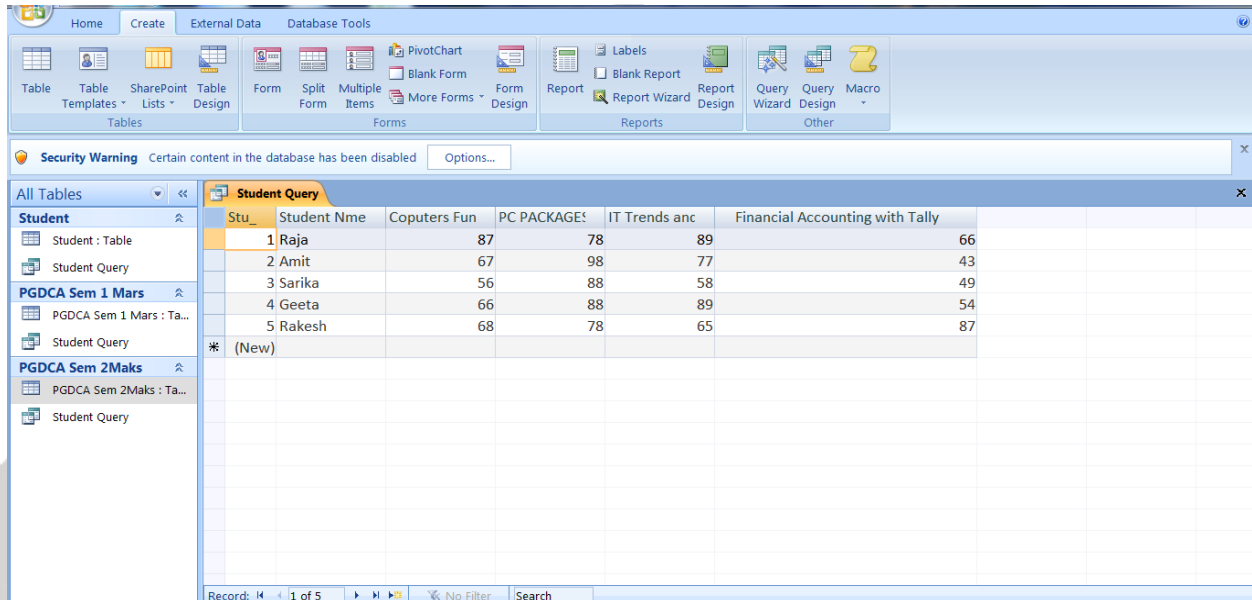 Home Create External Data Database Tools
PivotChart Labels
Blank Form Blank Report
Table Table Templates SharePoint Lists Table Design Form Split Form Multiple Items More Forms Form Design Report Report Wizard Report Design Query Wizard Query Design Macro
Tables Forms Reports Other
Security Warning Certain content in the database has been disabled Options...
All Tables Student Query
Student Stu_ Student Nme Coputers Fun PC PACKAGES IT Trends and Financial Accounting with Tally
Student : Table 1 Raja 87 78 89 66
Student Query 2 Amit 67 98 77 43
PGDCA Sem 1 Mars 3 Sarika 56 88 58 49
PGDCA Sem 1 Mars : Ta... 4 Geeta 66 88 89 54
Student Query 5 Rakesh 68 78 65 87
(New)
PGDCA Sem 2Maks
PGDCA Sem 2Maks : Ta...
Student Query
Record: 1 of 5 No Filter Search